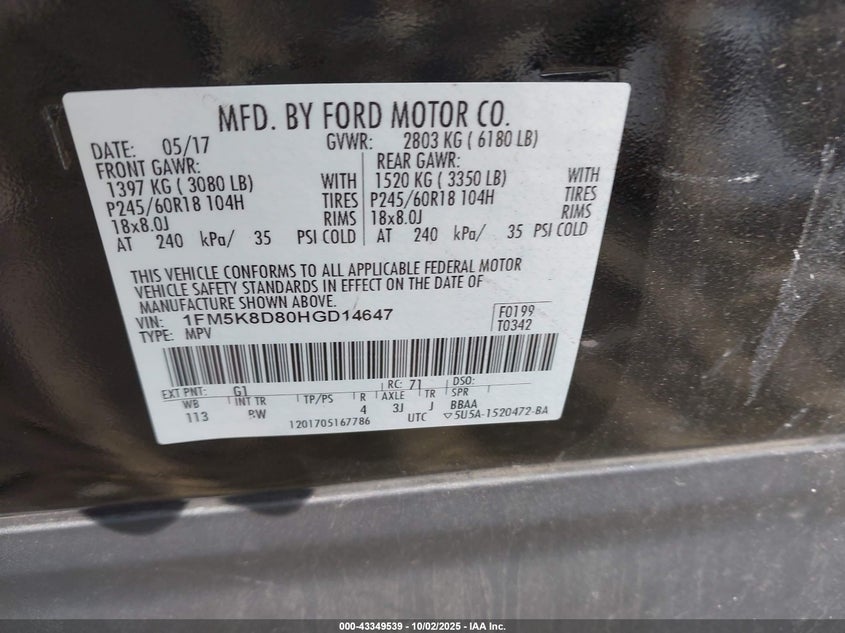 MFD. BY FORD MOTOR CO.
DATE: 05/17 GVWR: 2803 KG ( 6180 LB)
FRONT GAWR: REAR GAWR:
1397 KG ( 3080 LB) WITH 1520 KG ( 3350 LB) WITH
P245/60R18 104H TIRES P245/60R18 104H TIRES
18x8.0J RIMS 18x8.0J RIMS
AT 240 kPa/ 35 PSI COLD AT 240 kPa/ 35 PSI COLD
THIS VEHICLE CONFORMS TO ALL APPLICABLE FEDERAL MOTOR
VEHICLE SAFETY STANDARDS IN EFFECT ON THE DATE OF
MANUFACTURE SHOWN ABOVE.
VIN: 1FM5K8D80HGD14647 F0199
TYPE: MPV T0342
EXT PNT: G1 RC: 71 DSO:
WB INT TR TP/PS R AXLE TR SPR
113 RW 4 3J J BBAA
1201705167786 UTC ▽5U5A-1520472-BA
000-43349539 - 10/02/2025 - IAA Inc.